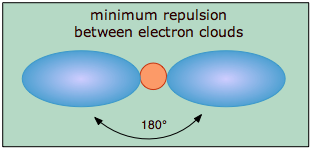 minimum repulsion
between electron clouds
180°